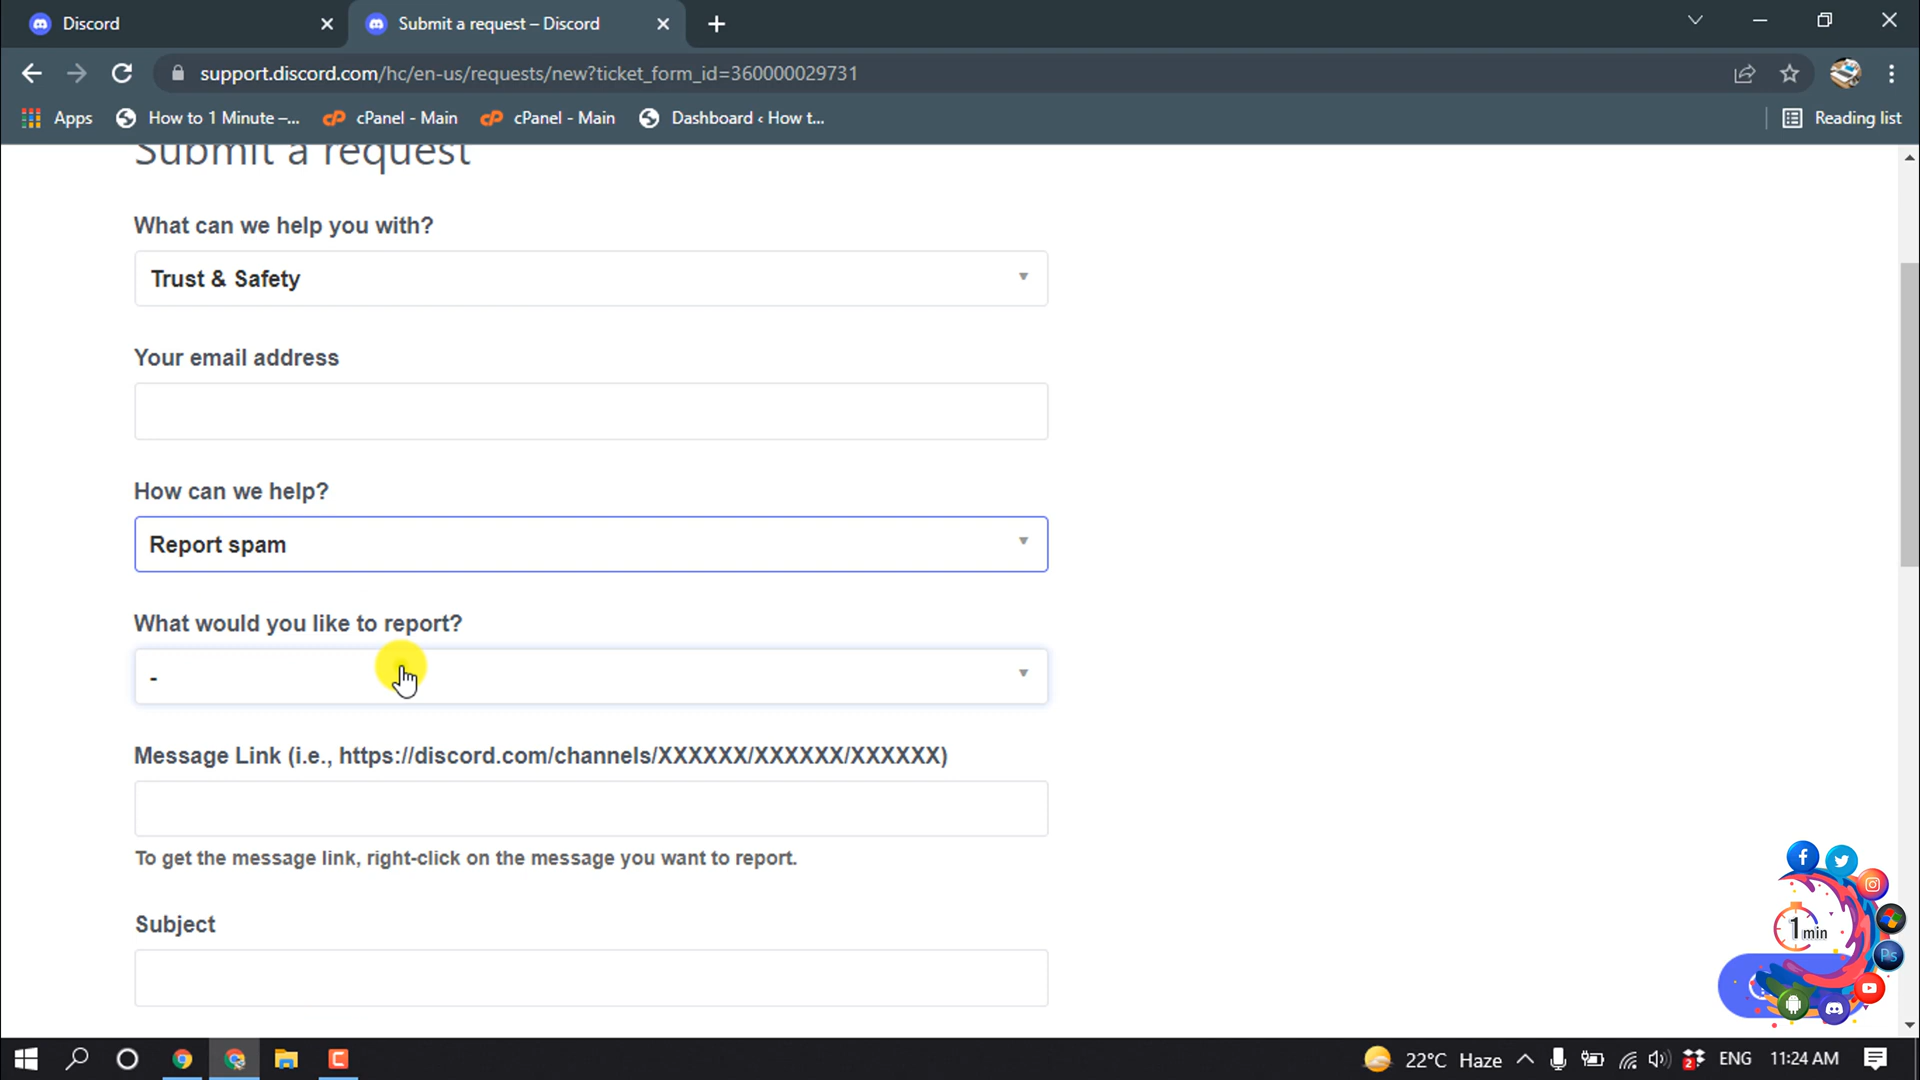 Discord
Submit a request – Discord
support.discord.com/hc/en-us/requests/new?ticket_form_id=360000029731
Apps
How to 1 Minute –...
cPanel - Main
cPanel - Main
Dashboard ‹ How t...
Reading list
Submit a request
What can we help you with?
Trust & Safety
Your email address
How can we help?
Report spam
What would you like to report?
-
Message Link (i.e., https://discord.com/channels/XXXXXX/XXXXXX/XXXXXX)
To get the message link, right-click on the message you want to report.
Subject
1 min
Ps
22°C Haze
2
ENG
11:24 AM